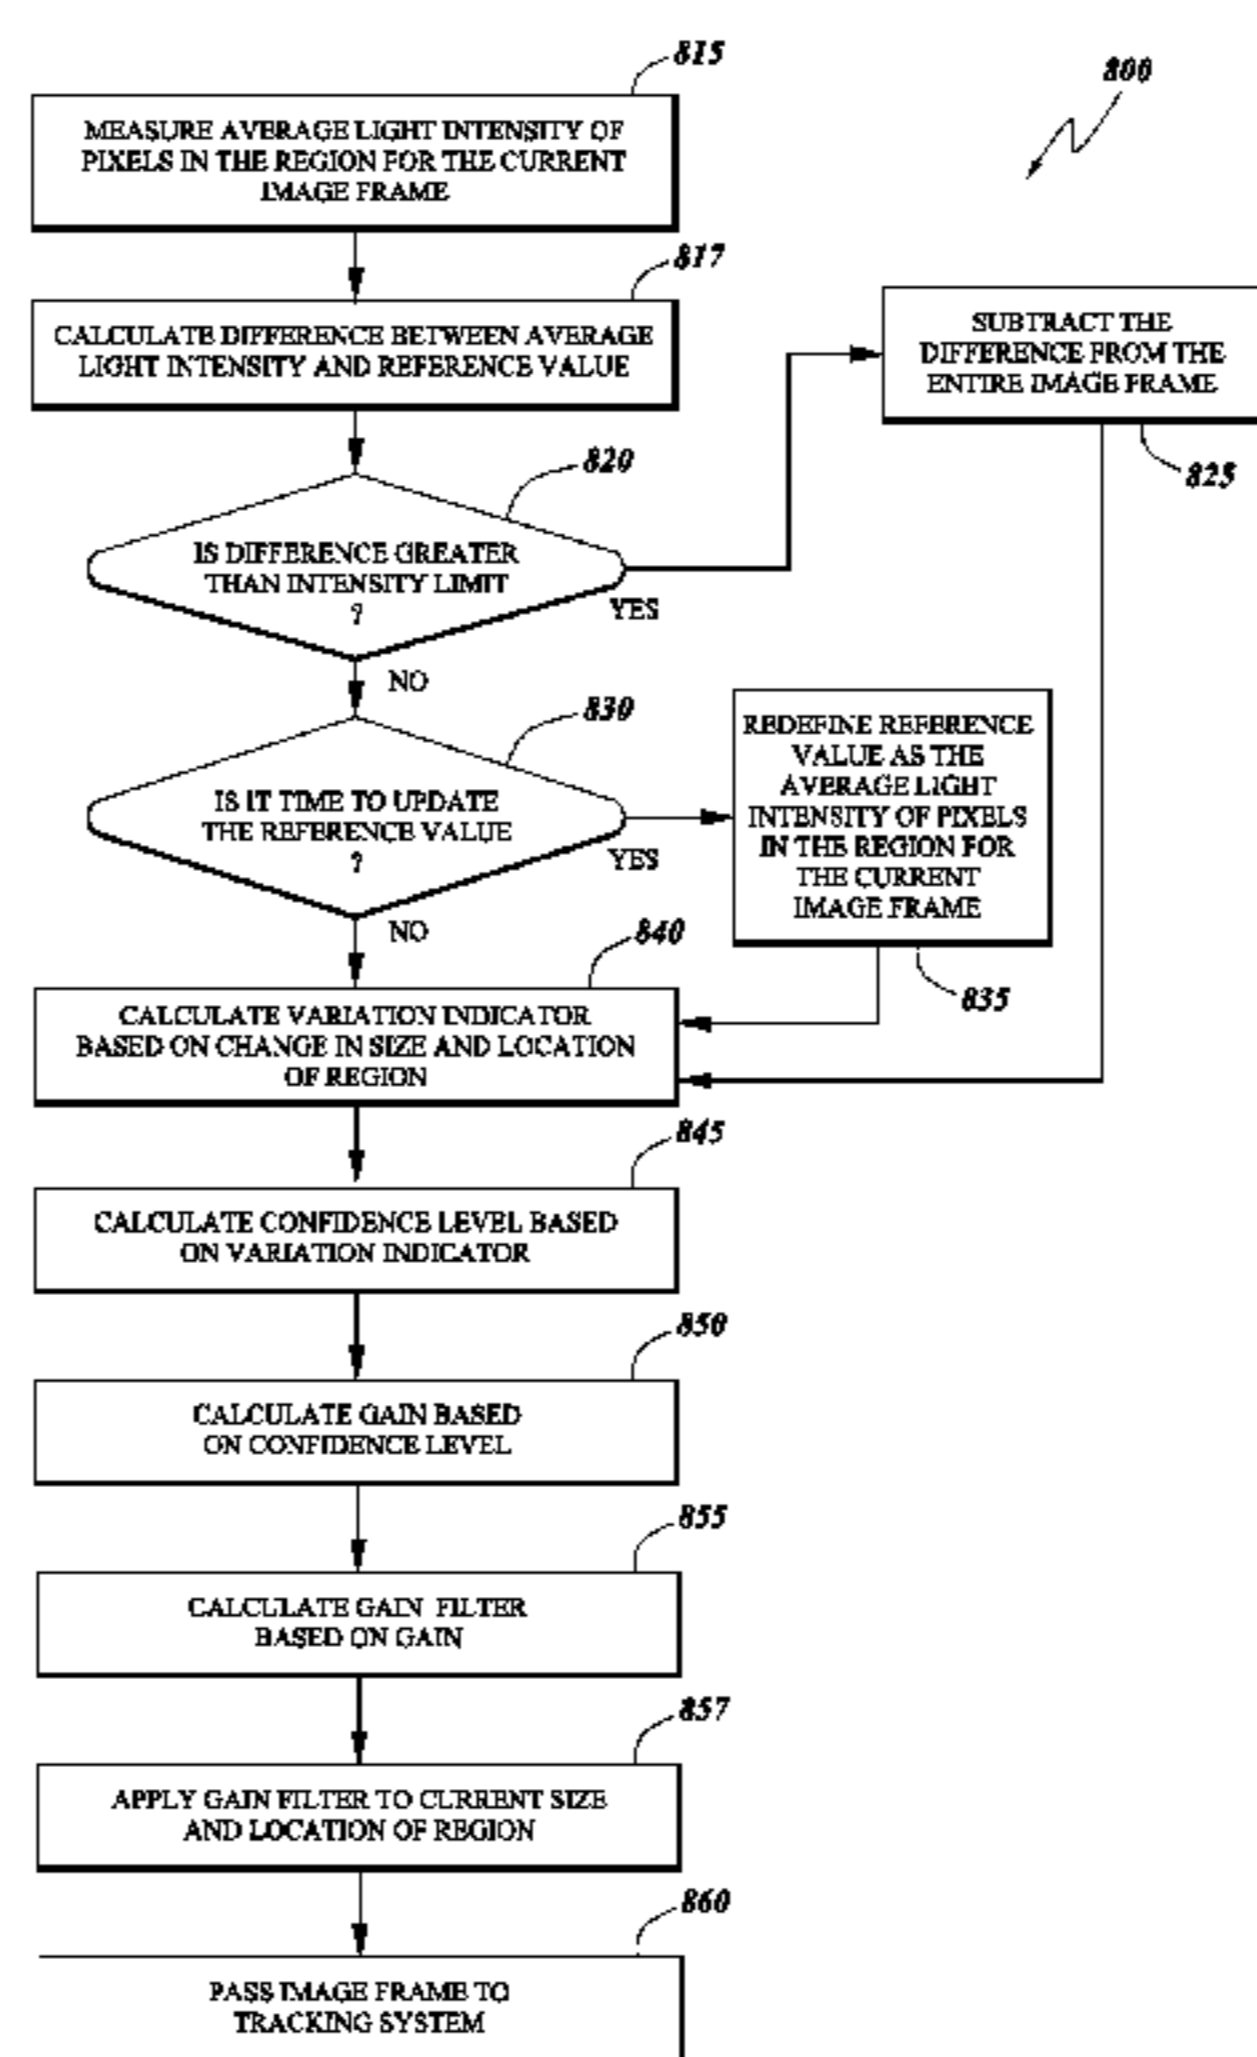 815
800
MEASURE AVERAGE LIGHT INTENSITY OF
PIXELS IN THE REGION FOR THE CURRENT
IMAGE FRAME
817
CALCULATE DIFFERENCE BETWEEN AVERAGE
LIGHT INTENSITY AND REFERENCE VALUE
SUBTRACT THE
DIFFERENCE FROM THE
ENTIRE IMAGE FRAME
825
820
IS DIFFERENCE GREATER
THAN INTENSITY LIMIT
?
YES
NO
830
IS IT TIME TO UPDATE
THE REFERENCE VALUE
?
YES
NO
REDEFINE REFERENCE
VALUE AS THE
AVERAGE LIGHT
INTENSITY OF PIXELS
IN THE REGION FOR
THE CURRENT
IMAGE FRAME
835
840
CALCULATE VARIATION INDICATOR
BASED ON CHANGE IN SIZE AND LOCATION
OF REGION
845
CALCULATE CONFIDENCE LEVEL BASED
ON VARIATION INDICATOR
850
CALCULATE GAIN BASED
ON CONFIDENCE LEVEL
855
CALCULATE GAIN FILTER
BASED ON GAIN
857
APPLY GAIN FILTER TO CURRENT SIZE
AND LOCATION OF REGION
860
PASS IMAGE FRAME TO
TRACKING SYSTEM